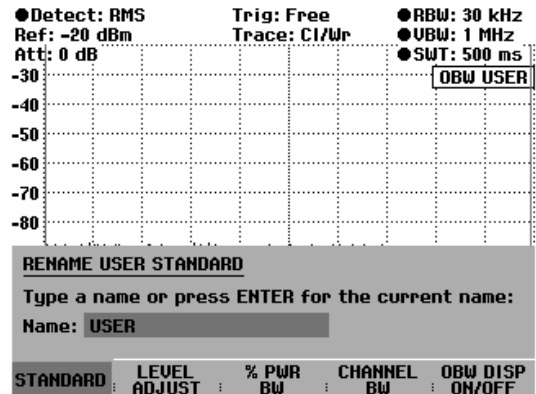 ●Detect: RMS Trig: Free ●RBW: 30 kHz
Ref: -20 dBm Trace: Cl/Wr ●VBW: 1 MHz
Att: 0 dB ●SWT: 500 ms
-30 OBW USER
-40
-50
-60
-70
-80
RENAME USER STANDARD
Type a name or press ENTER for the current name:
Name: USER
STANDARD LEVEL ADJUST % PWR BW CHANNEL BW OBW DISP ON/OFF